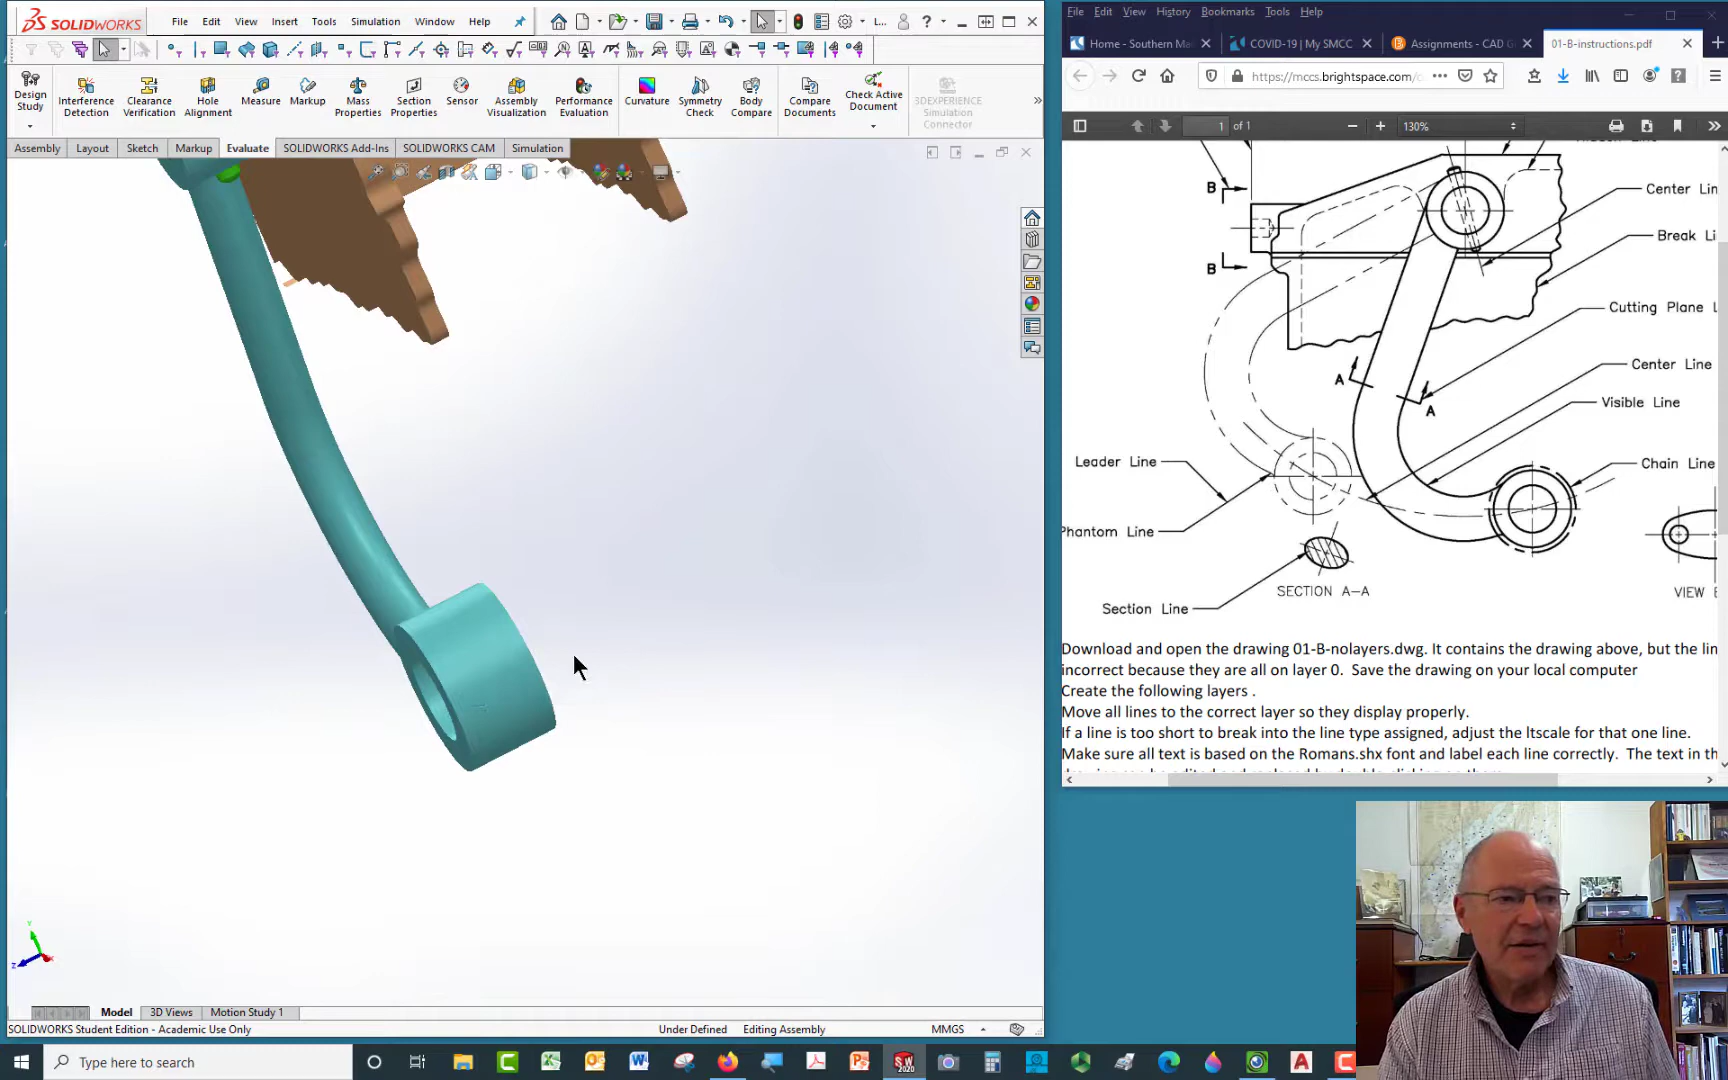 SOLIDWORKS
File Edit View Insert Tools Simulation Window Help
L...
Design Study
Interference Detection
Clearance Verification
Hole Alignment
Measure
Markup
Mass Properties
Section Properties
Sensor
Assembly Visualization
Performance Evaluation
Curvature
Symmetry Check
Body Compare
Compare Documents
Check Active Document
3DEXPERIENCE Simulation Connector
Assembly Layout Sketch Markup Evaluate SOLIDWORKS Add-Ins SOLIDWORKS CAM Simulation
Model 3D Views Motion Study 1
SOLIDWORKS Student Edition - Academic Use Only
Under Defined Editing Assembly MMGS
File Edit View History Bookmarks Tools Help
Home - Southern Ma
COVID-19 | My SMCC
Assignments - CAD
01-B-instructions.pdf
https://mccs.brightspace.com/
1 of 1
130%
B
B
Center Lin
Break Li
Cutting Plane
Center Line
Visible Line
A
A
Leader Line
Chain Line
Phantom Line
SECTION A-A
Section Line
VIEW
Download and open the drawing 01-B-nolayers.dwg. It contains the drawing above, but the lin
incorrect because they are all on layer 0. Save the drawing on your local computer
Create the following layers .
Move all lines to the correct layer so they display properly.
If a line is too short to break into the line type assigned, adjust the ltscale for that one line.
Make sure all text is based on the Romans.shx font and label each line correctly. The text in th
Type here to search